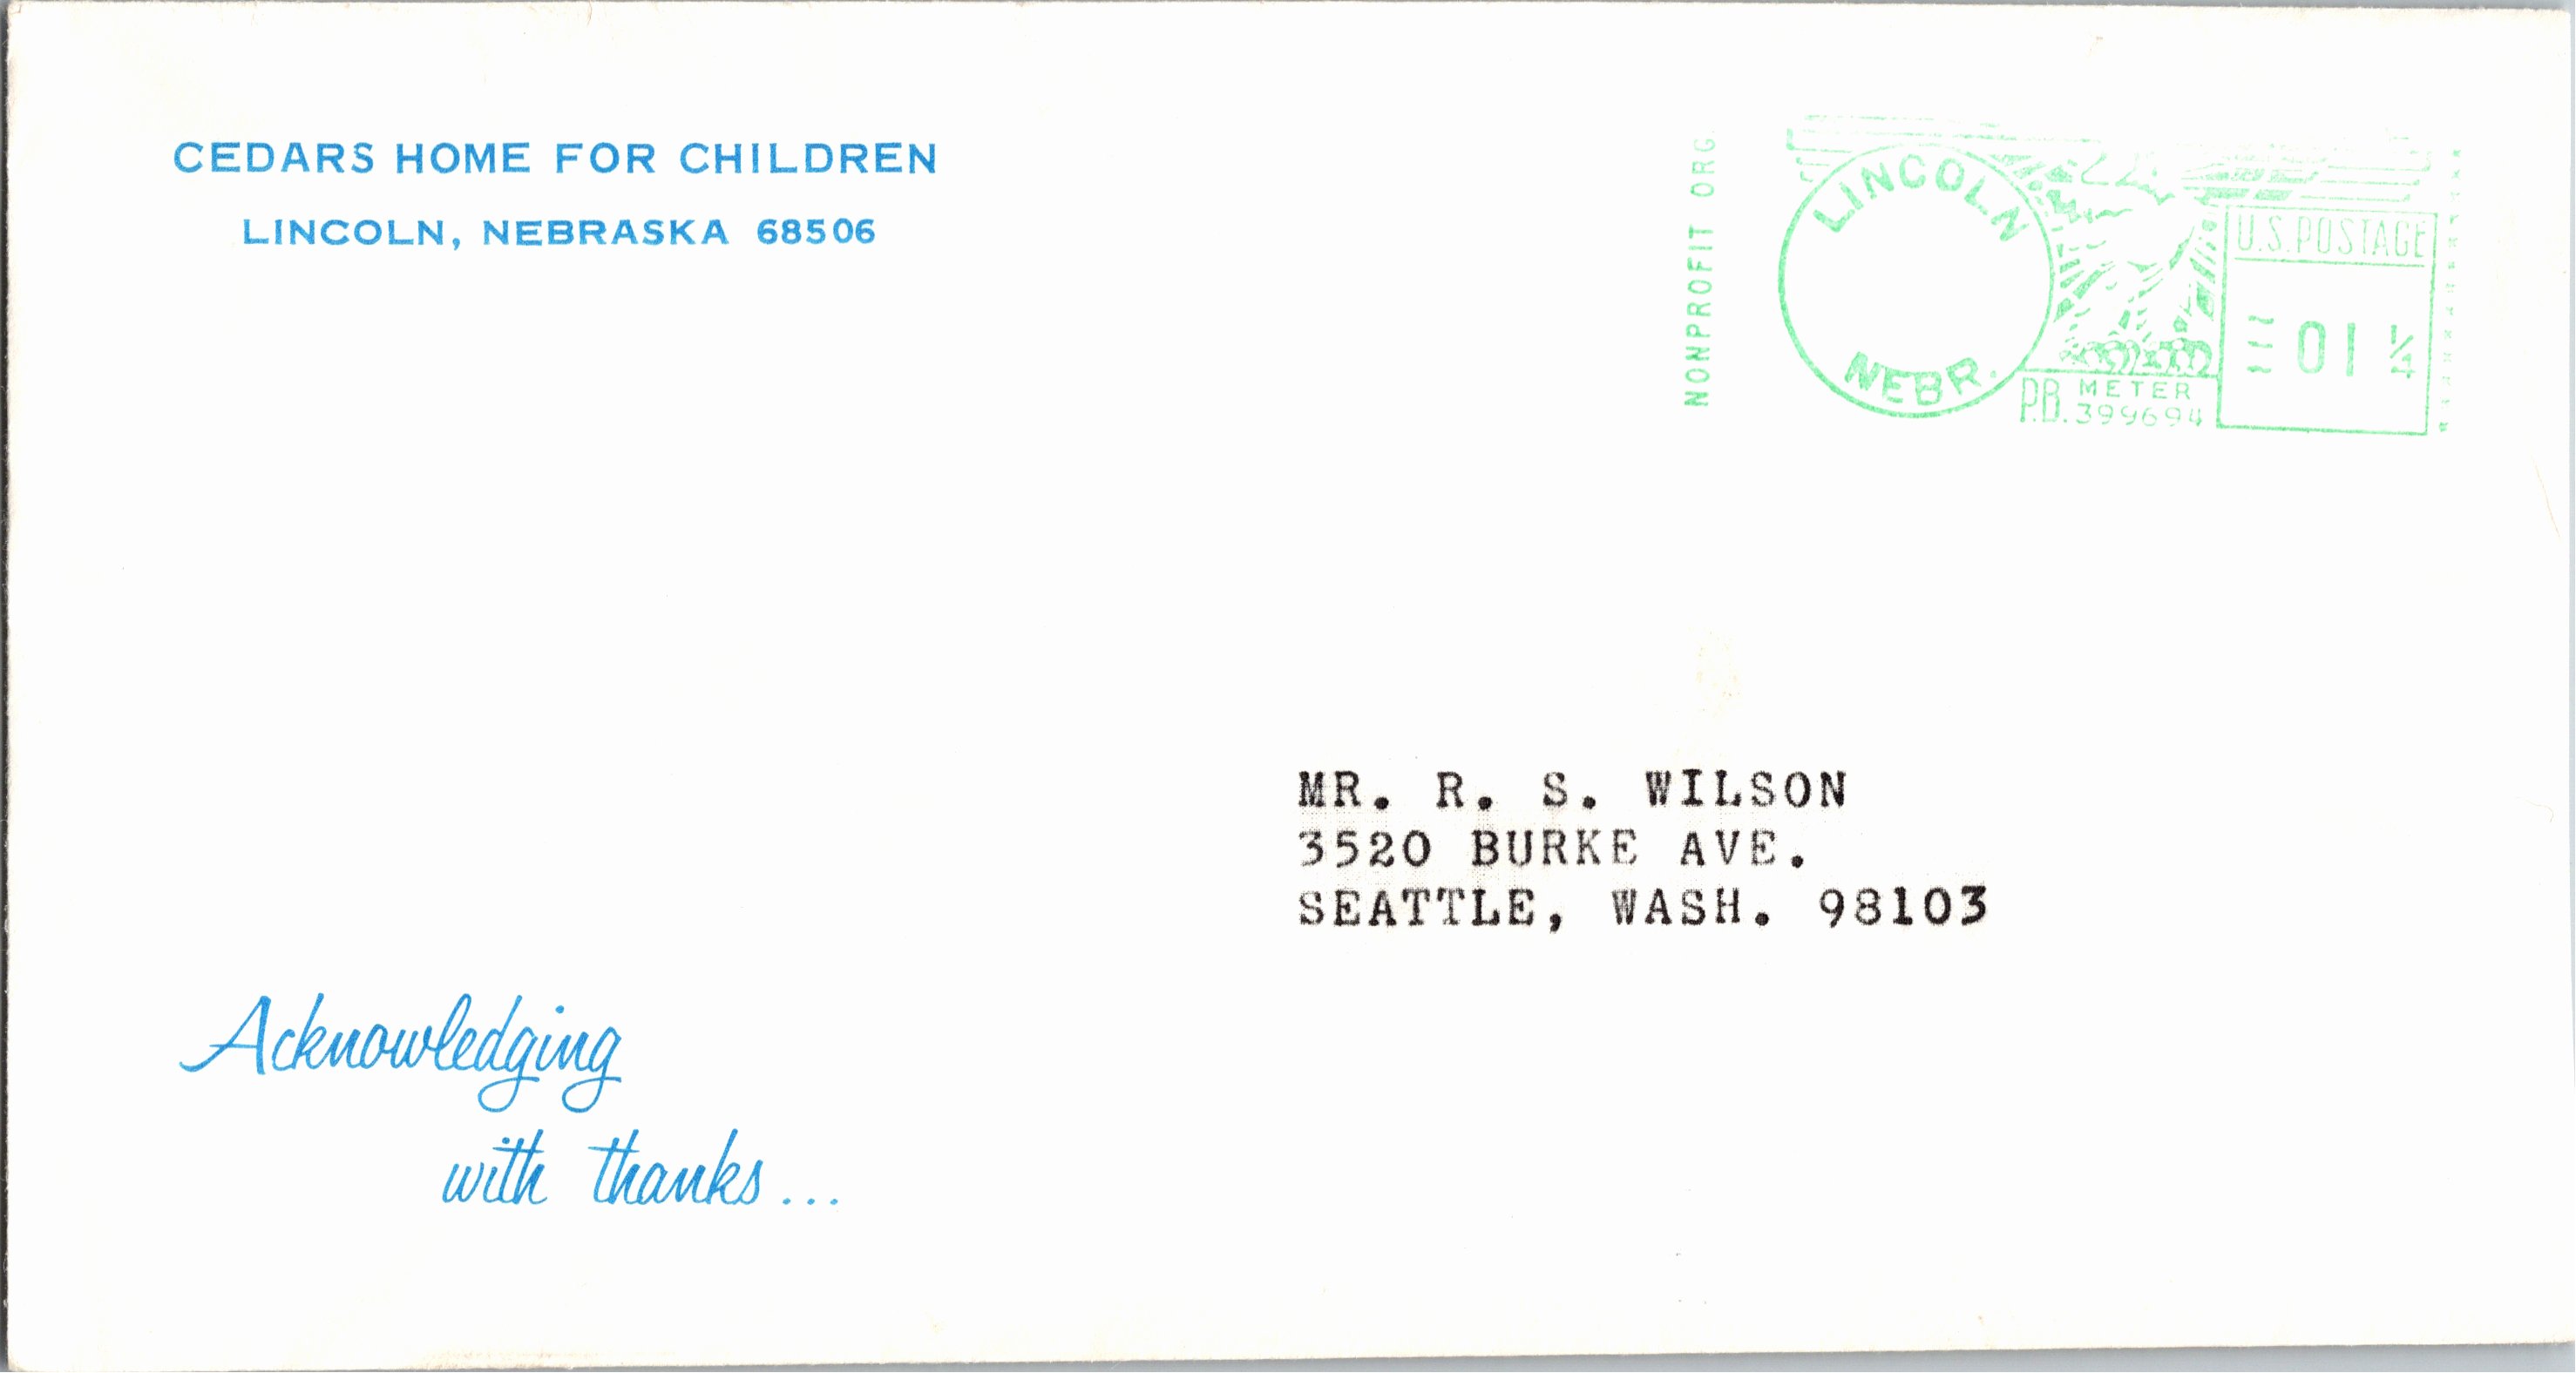 CEDARS HOME FOR CHILDREN
LINCOLN, NEBRASKA 68506
NONPROFIT ORG.
LINCOLN
NEBR.
P.B. METER
399694
U.S. POSTAGE
01 1/4
MR. R. S. WILSON
3520 BURKE AVE.
SEATTLE, WASH. 98103
Acknowledging
with thanks...